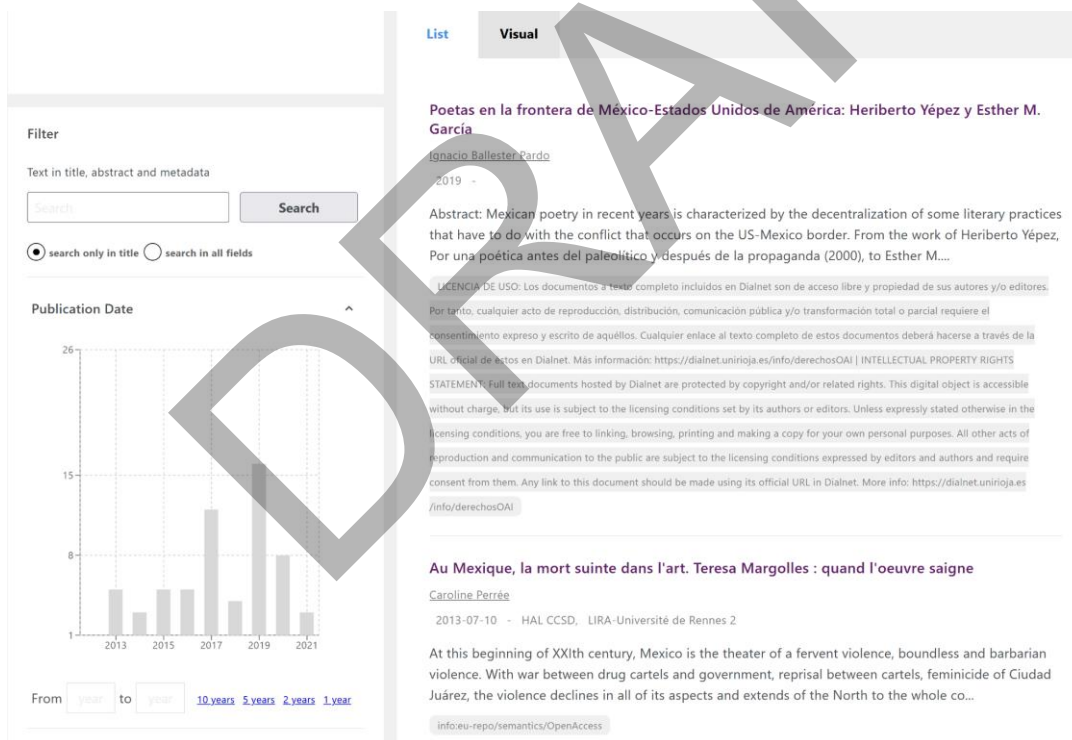 List Visual
Filter
Text in title, abstract and metadata
Search Search
search only in title search in all fields
Publication Date
26
15
8
1
2013 2015 2017 2019 2021
From year to year 10 years 5 years 2 years 1 year
Poetas en la frontera de México-Estados Unidos de América: Heriberto Yépez y Esther M.
García
Ignacio Ballester Pardo
2019 -
Abstract: Mexican poetry in recent years is characterized by the decentralization of some literary practices
that have to do with the conflict that occurs on the US-Mexico border. From the work of Heriberto Yépez,
Por una poética antes del paleolítico y después de la propaganda (2000), to Esther M....
LICENCIA DE USO: Los documentos a texto completo incluidos en Dialnet son de acceso libre y propiedad de sus autores y/o editores.
Por tanto, cualquier acto de reproducción, distribución, comunicación pública y/o transformación total o parcial requiere el
consentimiento expreso y escrito de aquéllos. Cualquier enlace al texto completo de estos documentos deberá hacerse a través de la
URL oficial de éstos en Dialnet. Más información: https://dialnet.unirioja.es/info/derechosOAI | INTELLECTUAL PROPERTY RIGHTS
STATEMENT: Full text documents hosted by Dialnet are protected by copyright and/or related rights. This digital object is accessible
without charge, but its use is subject to the licensing conditions set by its authors or editors. Unless expressly stated otherwise in the
licensing conditions, you are free to linking, browsing, printing and making a copy for your own personal purposes. All other acts of
reproduction and communication to the public are subject to the licensing conditions expressed by editors and authors and require
consent from them. Any link to this document should be made using its official URL in Dialnet. More info: https://dialnet.unirioja.es
/info/derechosOAI
Au Mexique, la mort suinte dans l'art. Teresa Margolles : quand l'oeuvre saigne
Caroline Perrée
2013-07-10 - HAL CCSD, LIRA-Université de Rennes 2
At this beginning of XXIth century, Mexico is the theater of a fervent violence, boundless and barbarian
violence. With war between drug cartels and government, reprisal between cartels, feminicide of Ciudad
Juárez, the violence declines in all of its aspects and extends of the North to the whole co...
info:eu-repo/semantics/OpenAccess